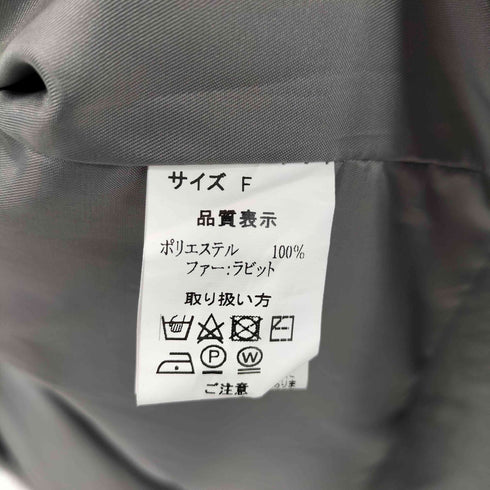 サイズ F
品質表示
ポリエステル 100%
ファー:ラビット
取り扱い方
P W
ご注意